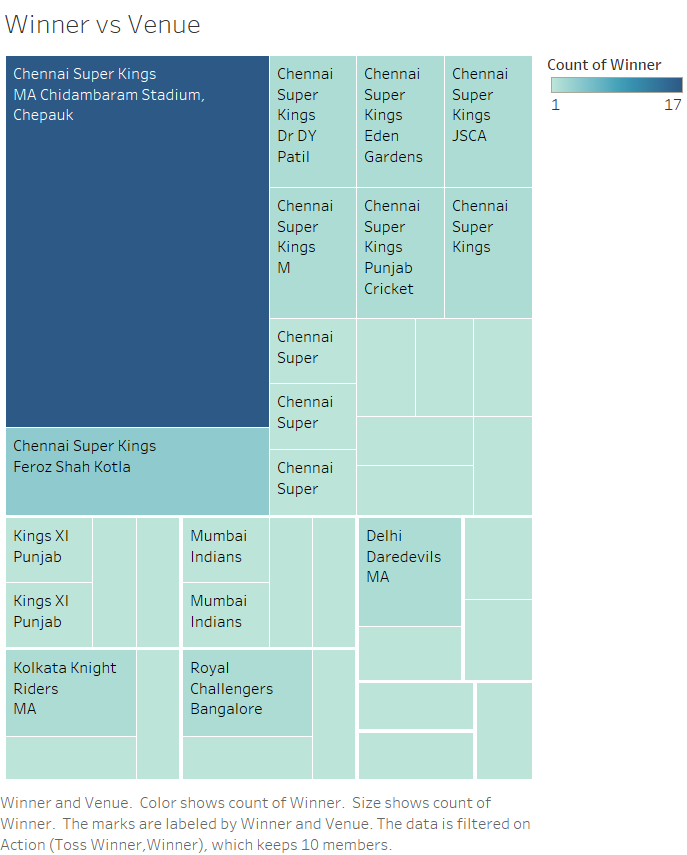 Winner vs Venue
Chennai Super Kings
MA Chidambaram Stadium,
Chepauk
Chennai
Super
Kings
Dr DY
Patil
Chennai
Super
Kings
Eden
Gardens
Chennai
Super
Kings
JSCA
Chennai
Super
Kings
M
Chennai
Super
Kings
Punjab
Cricket
Chennai
Super
Kings
Chennai
Super
Chennai
Super
Chennai
Super
Chennai Super Kings
Feroz Shah Kotla
Kings XI
Punjab
Kings XI
Punjab
Mumbai
Indians
Mumbai
Indians
Delhi
Daredevils
MA
Kolkata Knight
Riders
MA
Royal
Challengers
Bangalore
Count of Winner
1 17
Winner and Venue.  Color shows count of Winner.  Size shows count of
Winner.  The marks are labeled by Winner and Venue. The data is filtered on
Action (Toss Winner,Winner), which keeps 10 members.